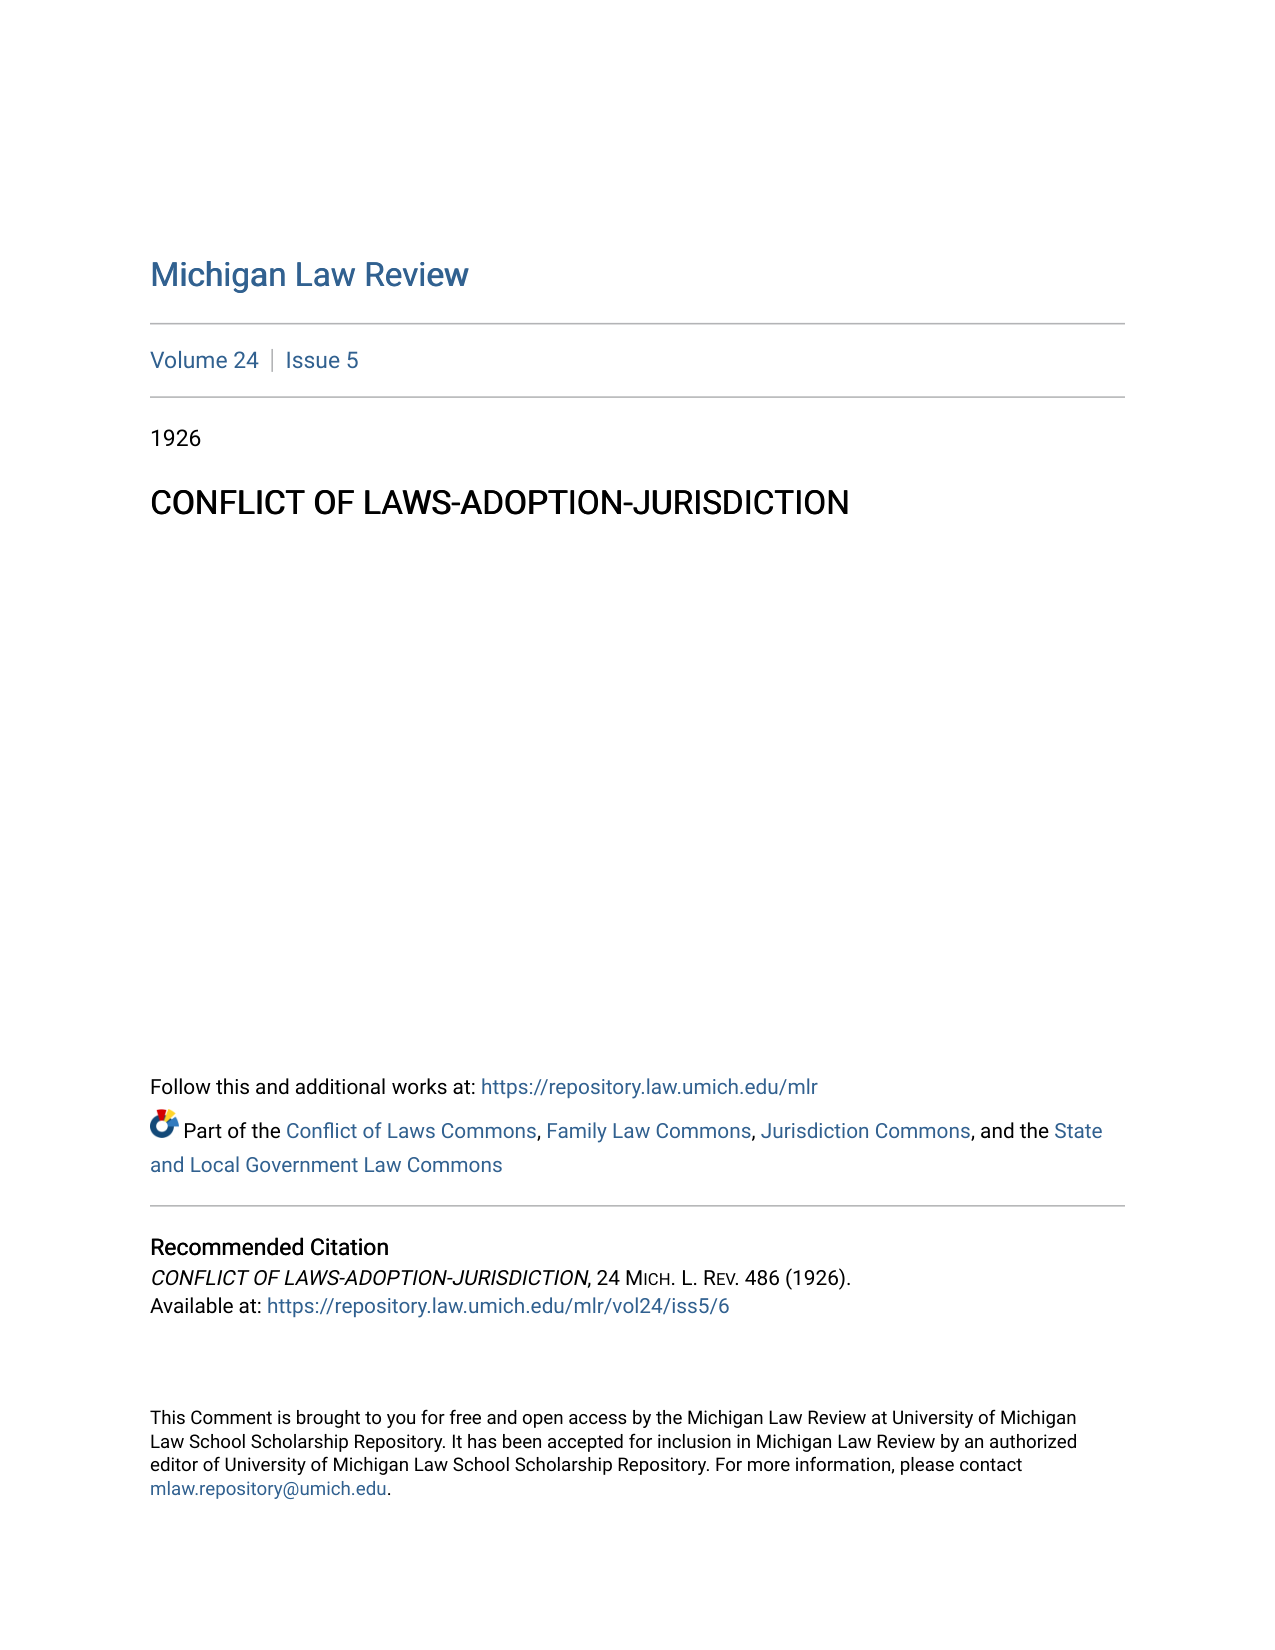 Michigan Law Review
Volume 24 | Issue 5
1926
CONFLICT OF LAWS-ADOPTION-JURISDICTION
Follow this and additional works at: https://repository.law.umich.edu/mlr
Part of the Conflict of Laws Commons, Family Law Commons, Jurisdiction Commons, and the State
and Local Government Law Commons
Recommended Citation
CONFLICT OF LAWS-ADOPTION-JURISDICTION, 24 MICH. L. REV. 486 (1926).
Available at: https://repository.law.umich.edu/mlr/vol24/iss5/6
This Comment is brought to you for free and open access by the Michigan Law Review at University of Michigan
Law School Scholarship Repository. It has been accepted for inclusion in Michigan Law Review by an authorized
editor of University of Michigan Law School Scholarship Repository. For more information, please contact
mlaw.repository@umich.edu.